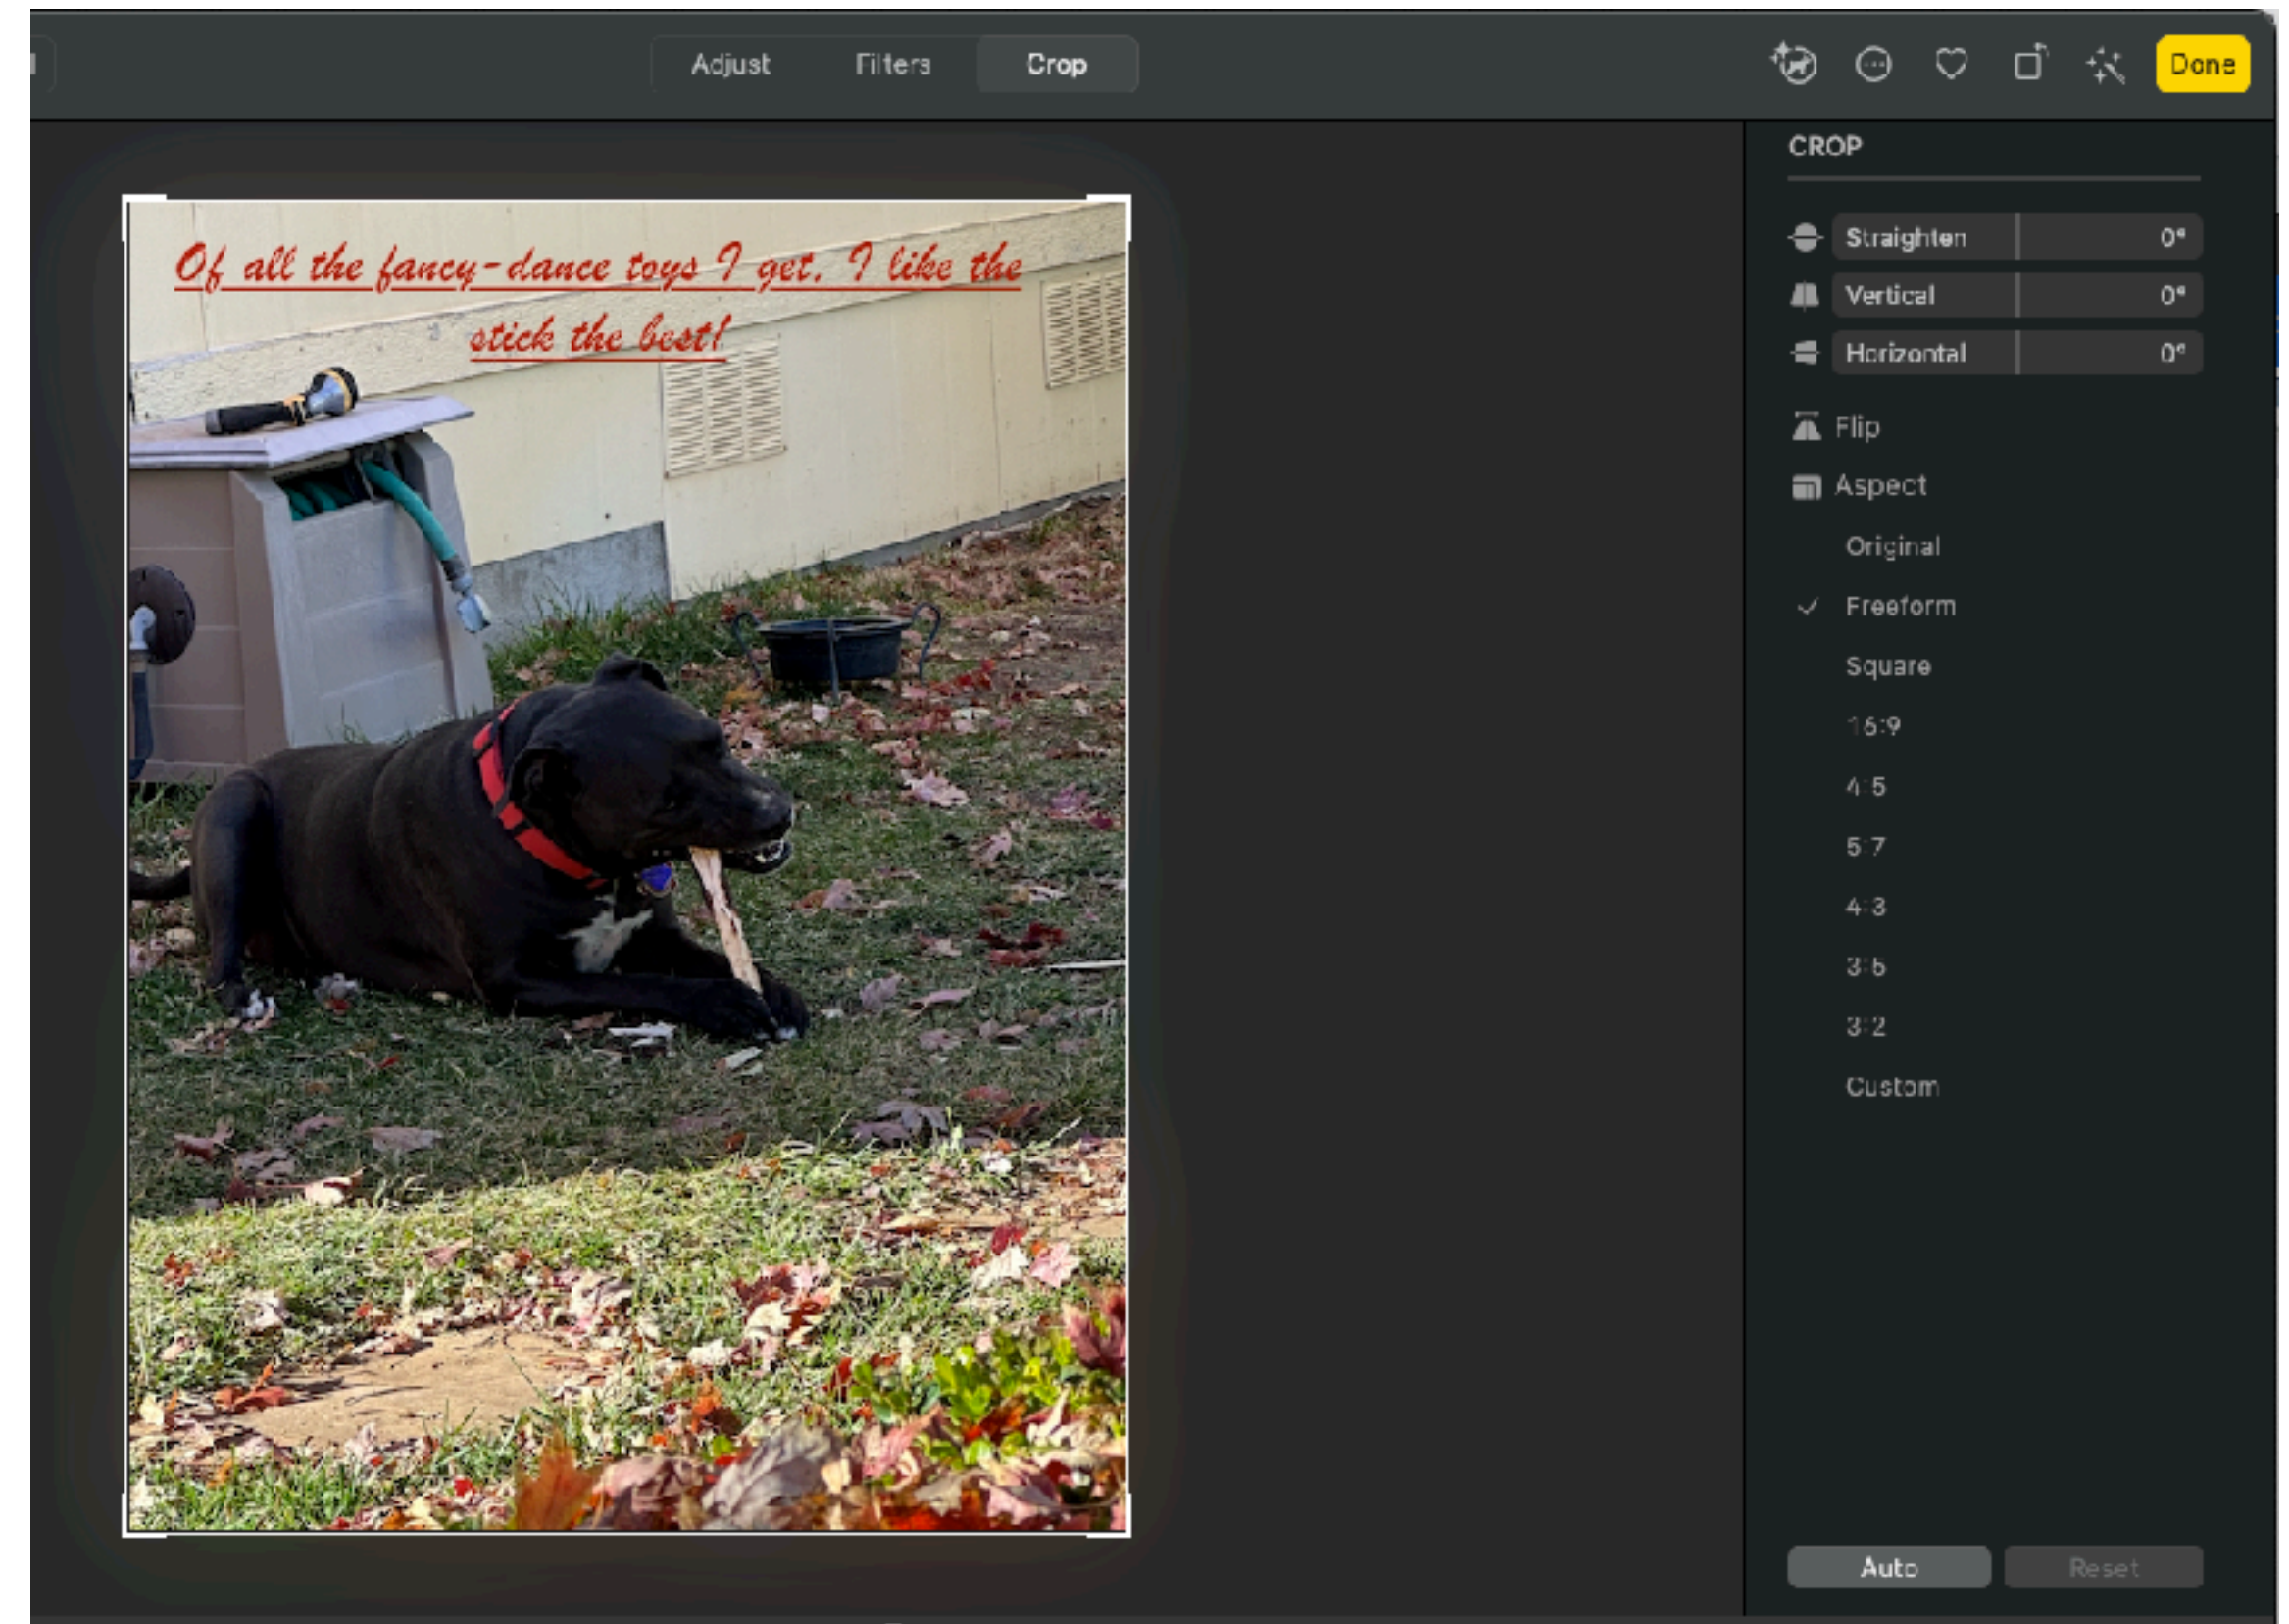 Adjust Filters Crop Done
CROP
Straighten 0°
Vertical 0°
Horizontal 0°
Flip
Aspect
Original
Freeform
Square
16:9
4:5
5:7
4:3
3:5
3:2
Custom
Auto Reset
Of all the fancy-dance toys I get, I like the
stick the best!